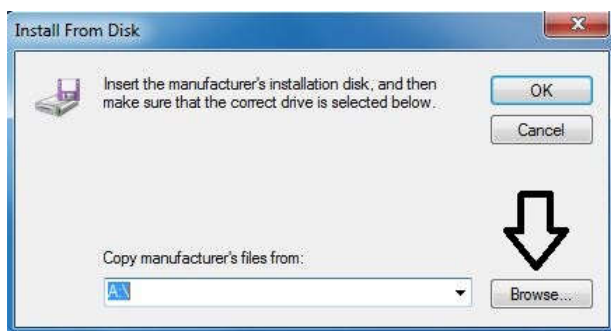 Install From Disk
Insert the manufacturer's installation disk, and then
make sure that the correct drive is selected below.
OK
Cancel
Copy manufacturer's files from:
A:\
Browse...